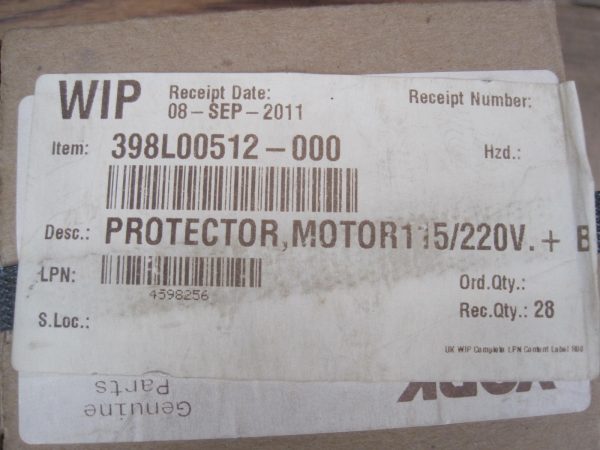 WIP Receipt Date: Receipt Number:
08-SEP-2011
Item: 398L00512-000 Hzd.:
Desc.: PROTECTOR,MOTOR115/220V.+ B
LPN: Ord.Qty.:
4598256
Rec.Qty.: 28
S.Loc.:
UK WIP Complete LPN Content Label
YORK
Genuine
Parts